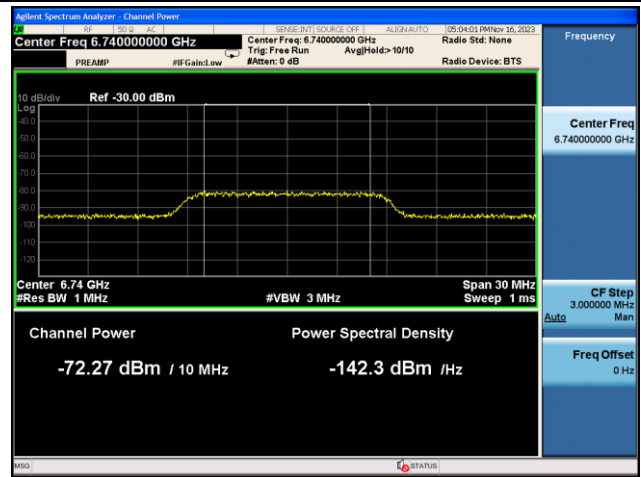 Agilent Spectrum Analyzer - Channel Power
RF 50 Ω AC SENSE:INT SOURCE OFF ALIGN AUTO 05:04:01 PM Nov 16, 2023
Center Freq 6.740000000 GHz
Center Freq: 6.740000000 GHz
Radio Std: None
Trig: Free Run Avg|Hold:> 10/10
PREAMP #IFGain:Low #Atten: 0 dB Radio Device: BTS
Frequency
10 dB/div Ref -30.00 dBm
Log
-40.0
-50.0
-60.0
-70.0
-80.0
-90.0
-100
-110
-120
Center 6.74 GHz Span 30 MHz
#Res BW 1 MHz #VBW 3 MHz Sweep 1 ms
Channel Power Power Spectral Density
-72.27 dBm / 10 MHz -142.3 dBm /Hz
Center Freq
6.740000000 GHz
CF Step
3.000000 MHz
Auto Man
Freq Offset
0 Hz
MSG STATUS